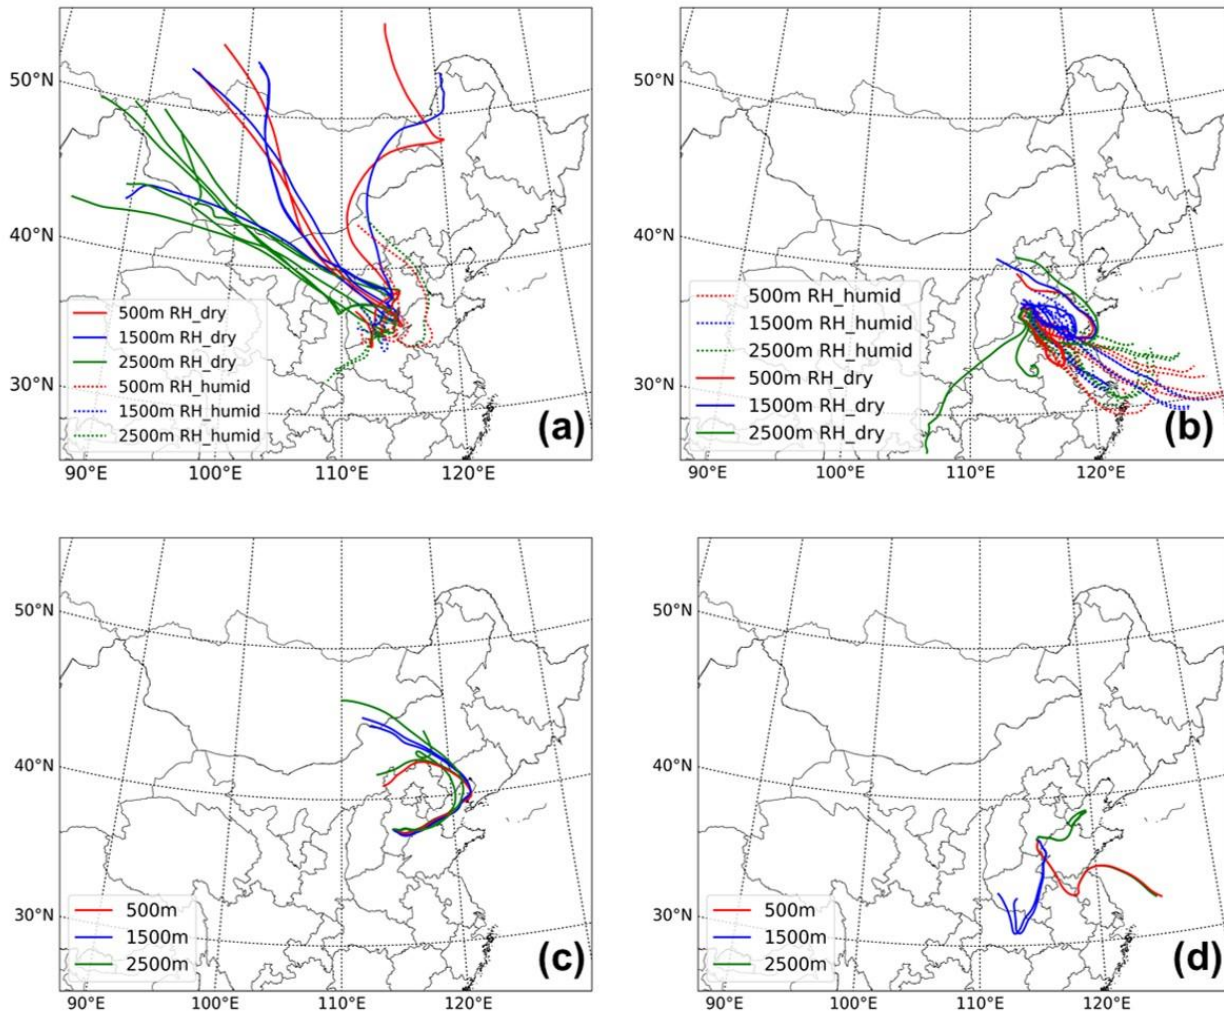 50°N
40°N
30°N
500m RH_dry
1500m RH_dry
2500m RH_dry
500m RH_humid
1500m RH_humid
2500m RH_humid
(a)
90°E 100°E 110°E 120°E
50°N
40°N
30°N
500m RH_humid
1500m RH_humid
2500m RH_humid
500m RH_dry
1500m RH_dry
2500m RH_dry
(b)
90°E 100°E 110°E 120°E
50°N
40°N
30°N
500m
1500m
2500m
(c)
90°E 100°E 110°E 120°E
50°N
40°N
30°N
500m
1500m
2500m
(d)
90°E 100°E 110°E 120°E